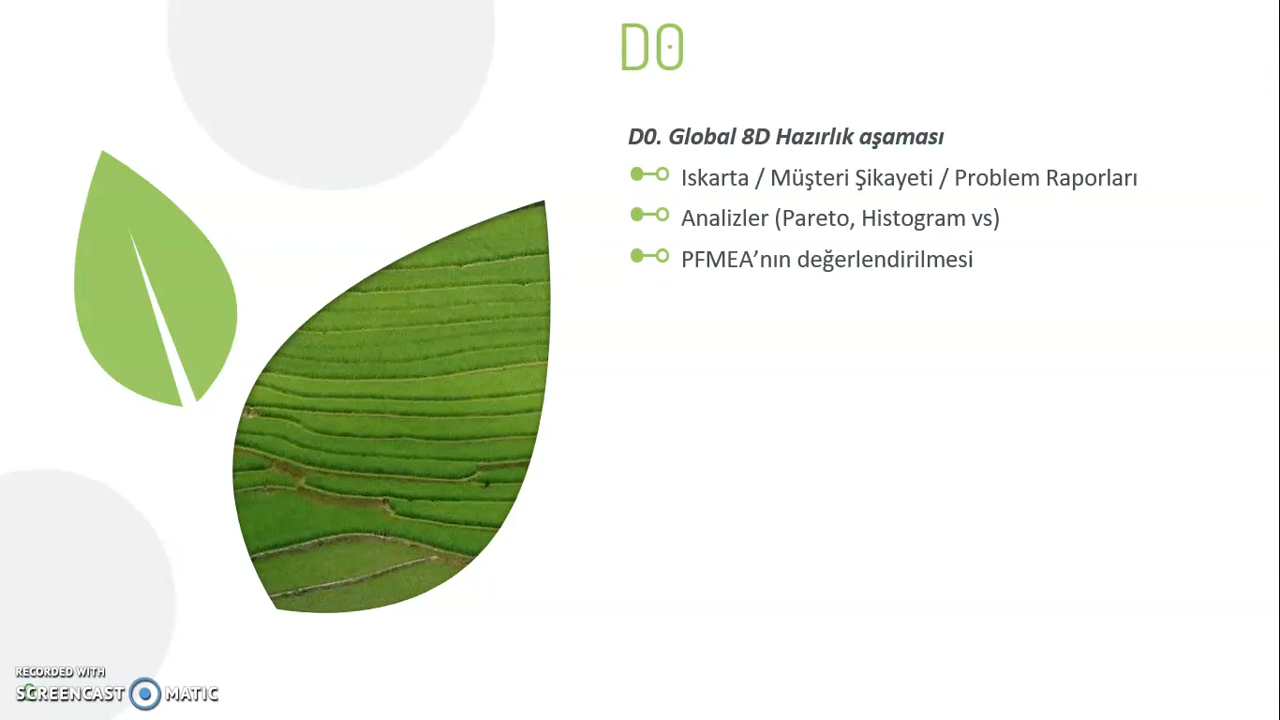 D0
D0. Global 8D Hazırlık aşaması
Iskarta / Müşteri Şikayeti / Problem Raporları
Analizler (Pareto, Histogram vs)
PFMEA’nın değerlendirilmesi
RECORDED WITH
SCREENCAST MATIC